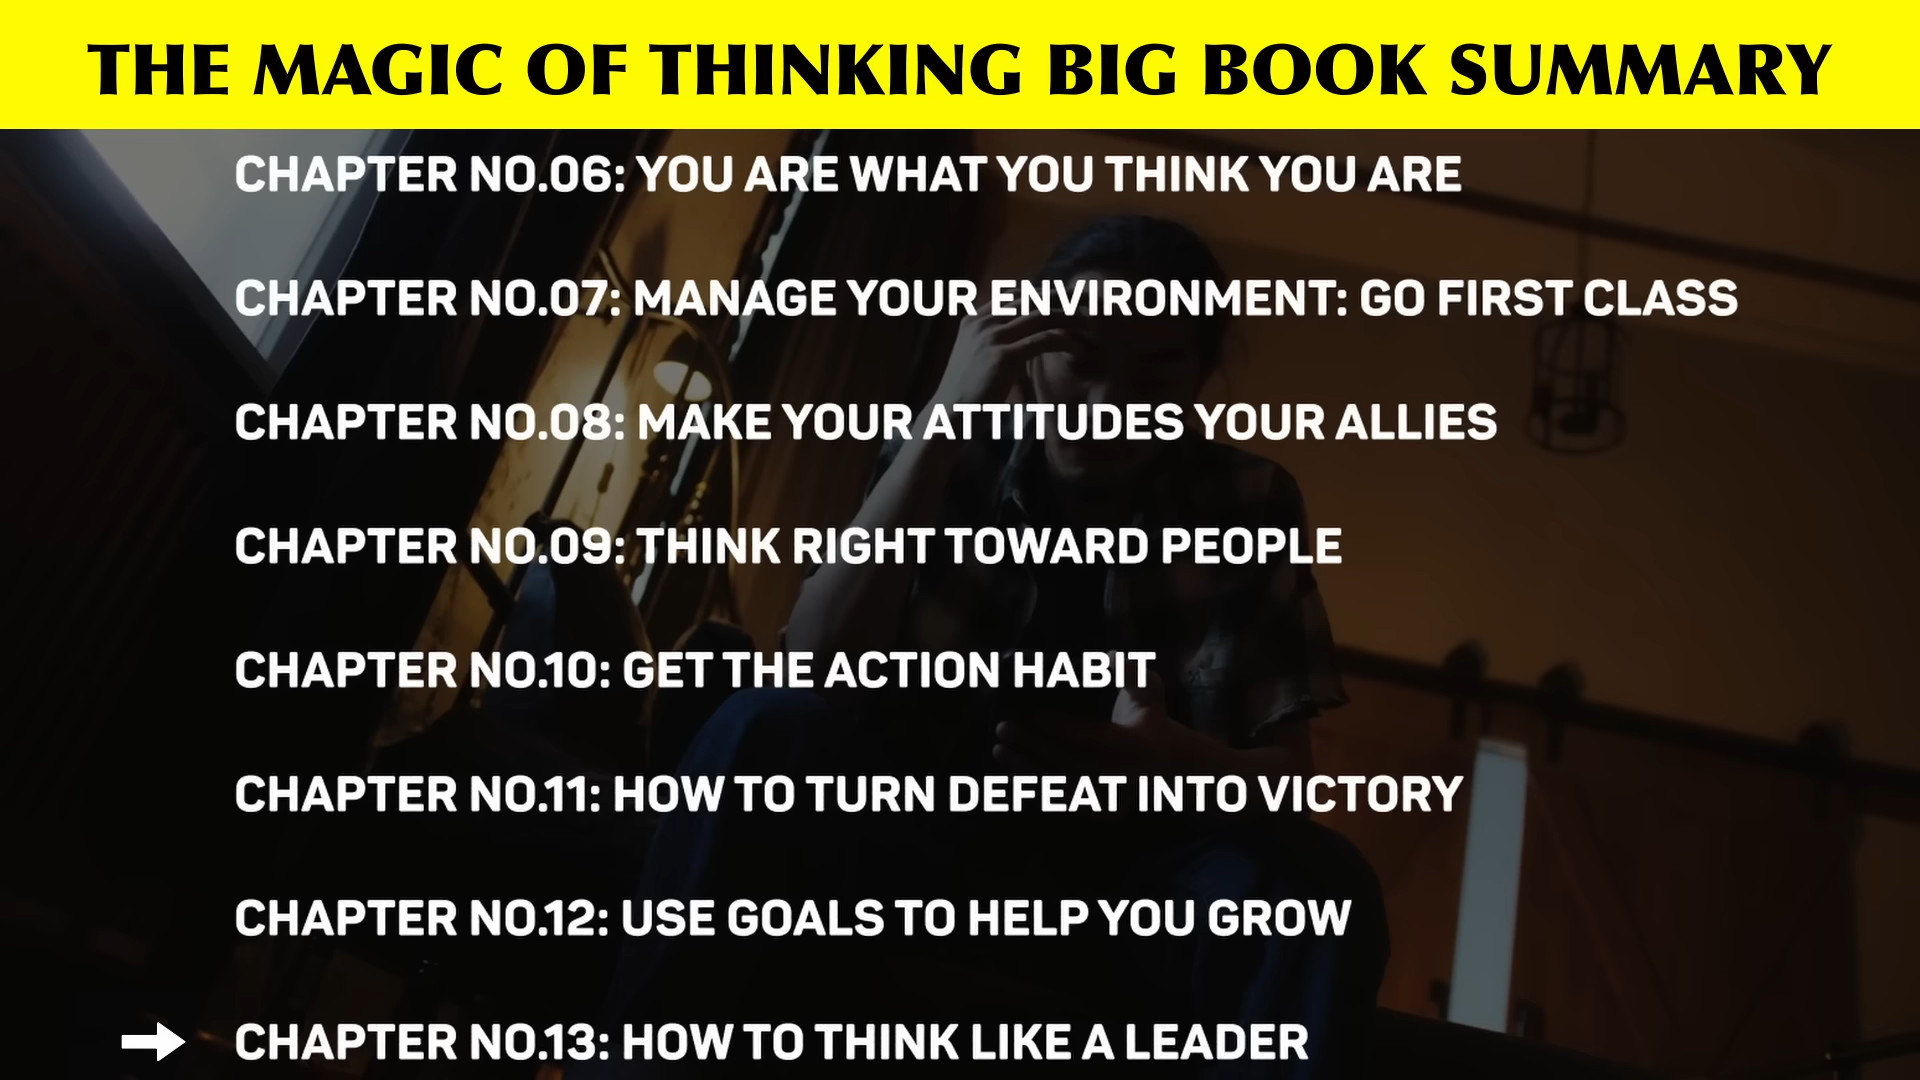 THE MAGIC OF THINKING BIG BOOK SUMMARY
CHAPTER NO.06: YOU ARE WHAT YOU THINK YOU ARE
CHAPTER NO.07: MANAGE YOUR ENVIRONMENT: GO FIRST CLASS
CHAPTER NO.08: MAKE YOUR ATTITUDES YOUR ALLIES
CHAPTER NO.09: THINK RIGHT TOWARD PEOPLE
CHAPTER NO.10: GET THE ACTION HABIT
CHAPTER NO.11: HOW TO TURN DEFEAT INTO VICTORY
CHAPTER NO.12: USE GOALS TO HELP YOU GROW
CHAPTER NO.13: HOW TO THINK LIKE A LEADER